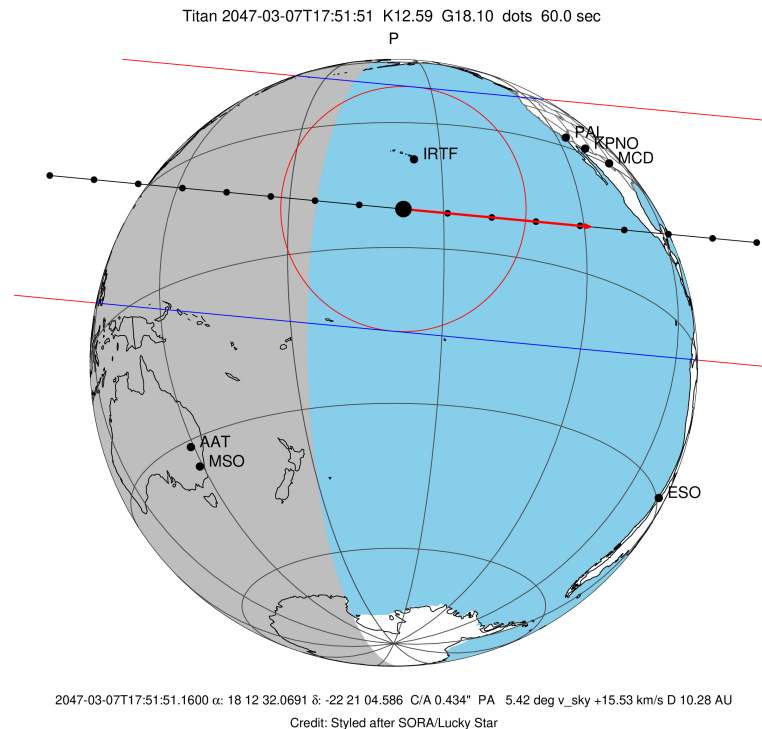 Titan 2047-03-07T17:51:51 K12.59 G18.10 dots 60.0 sec
P
PAL
KPNO
IRTF
MCD
AAT
MSO
ESO
2047-03-07T17:51:51.1600 α: 18 12 32.0691 δ: -22 21 04.586 C/A 0.434" PA 5.42 deg v_sky +15.53 km/s D 10.28 AU
Credit: Styled after SORA/Lucky Star